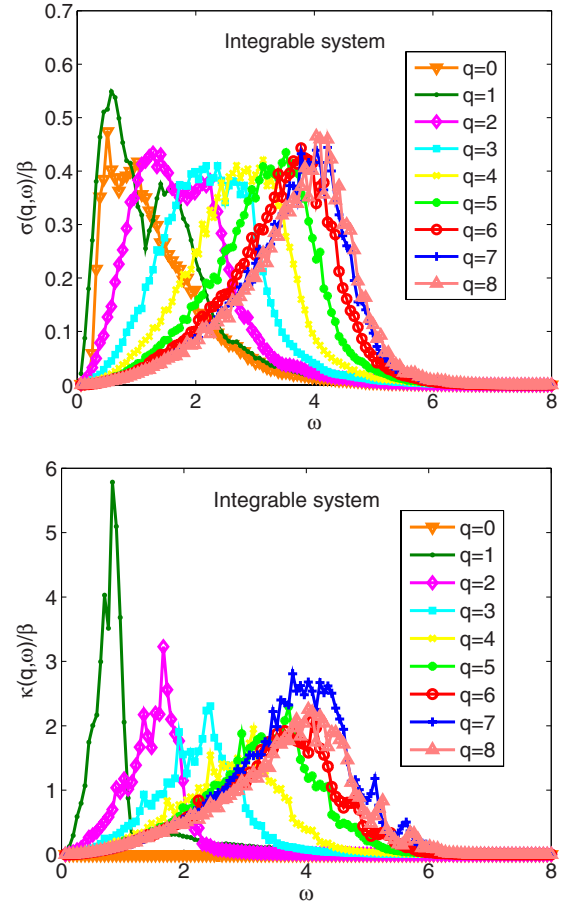 0.7
0.6
0.5
0.4
0.3
0.2
0.1
0
σ(q,ω)/β
Integrable system
q=0
q=1
q=2
q=3
q=4
q=5
q=6
q=7
q=8
0 2 4 6 8
ω
6
5
4
3
2
1
0
κ(q,ω)/β
Integrable system
q=0
q=1
q=2
q=3
q=4
q=5
q=6
q=7
q=8
0 2 4 6 8
ω